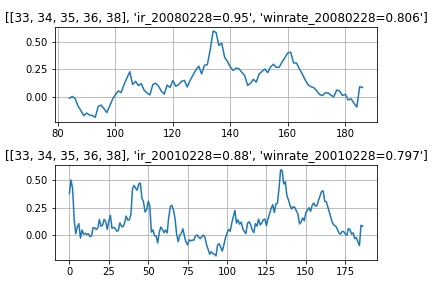 [[33, 34, 35, 36, 38], 'ir_20080228=0.95', 'winrate_20080228=0.806']
0.50
0.25
0.00
80 100 120 140 160 180
[[33, 34, 35, 36, 38], 'ir_20010228=0.88', 'winrate_20010228=0.797']
0.50
0.25
0.00
0 25 50 75 100 125 150 175